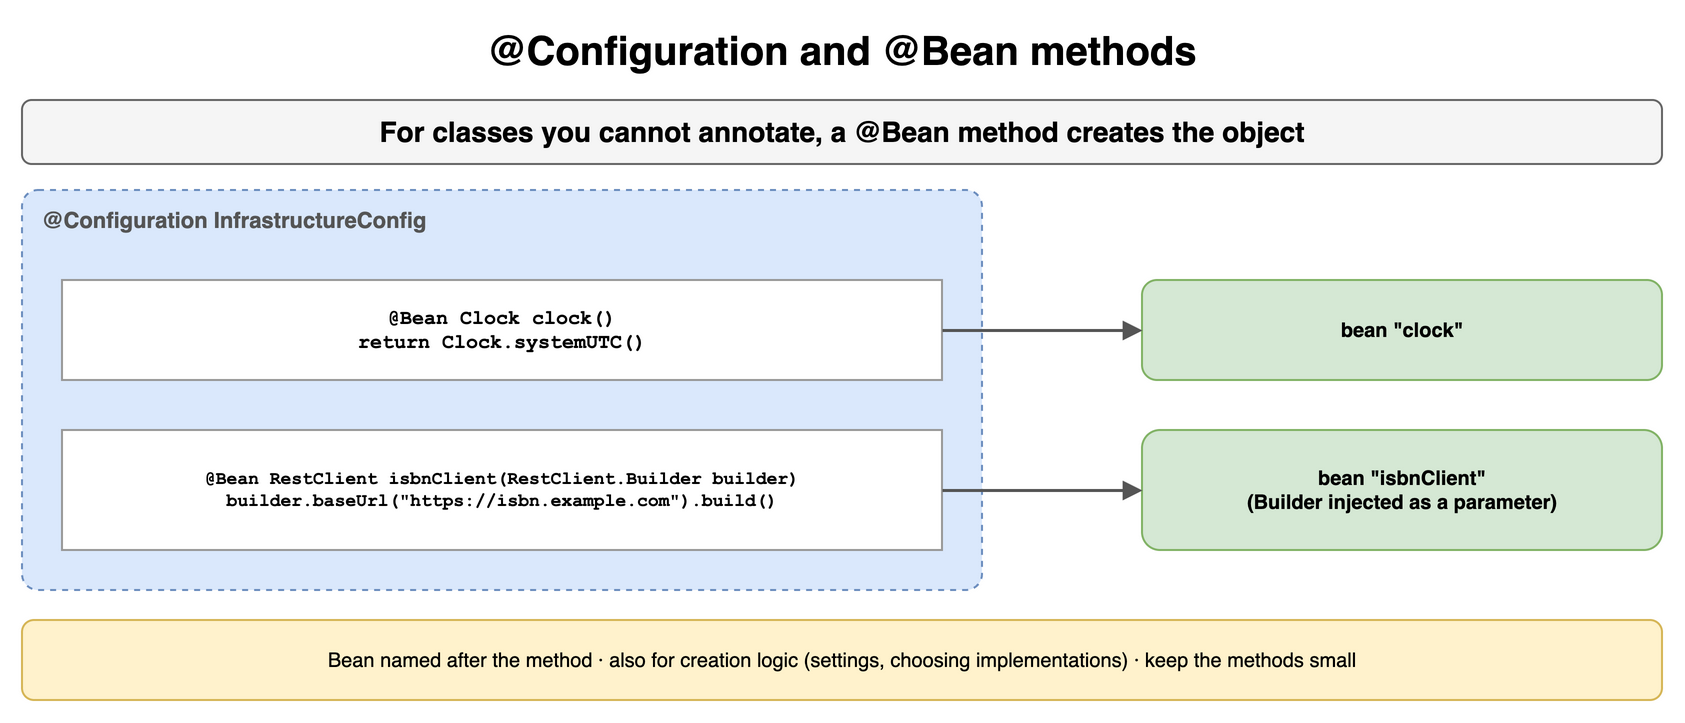 @Configuration and @Bean methods
For classes you cannot annotate, a @Bean method creates the object
@Configuration InfrastructureConfig
@Bean Clock clock()
return Clock.systemUTC()
bean "clock"
@Bean RestClient isbnClient(RestClient.Builder builder)
builder.baseUrl("https://isbn.example.com").build()
bean "isbnClient"
(Builder injected as a parameter)
Bean named after the method · also for creation logic (settings, choosing implementations) · keep the methods small